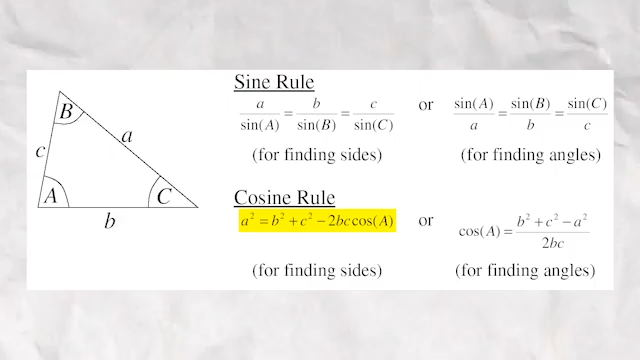 B
a
c
A
C
b
Sine Rule
a/sin(A) = b/sin(B) = c/sin(C) or sin(A)/a = sin(B)/b = sin(C)/c
(for finding sides) (for finding angles)
Cosine Rule
a² = b² + c² − 2bc cos(A) or cos(A) = b² + c² − a²/2bc
(for finding sides) (for finding angles)